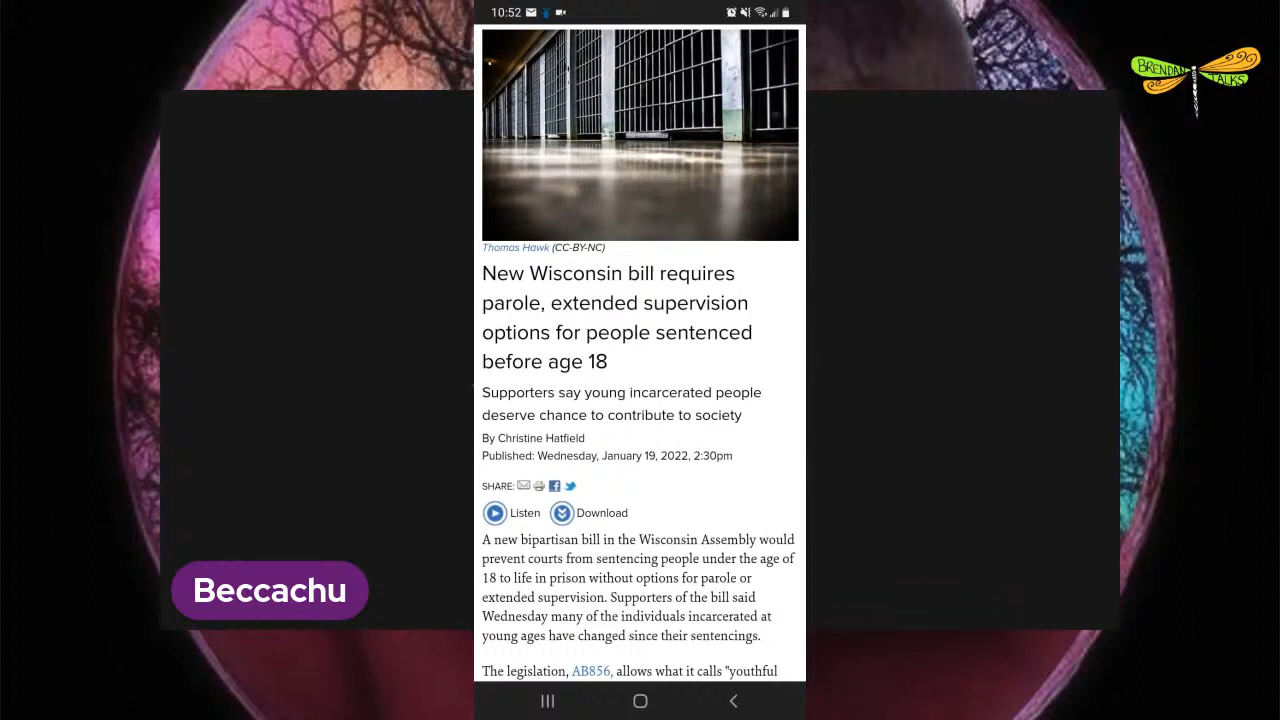 10:52
BRENDAN TALKS
Thomas Hawk (CC-BY-NC)
New Wisconsin bill requires
parole, extended supervision
options for people sentenced
before age 18
Supporters say young incarcerated people
deserve chance to contribute to society
By Christine Hatfield
Published: Wednesday, January 19, 2022, 2:30pm
SHARE:
Listen Download
A new bipartisan bill in the Wisconsin Assembly would
prevent courts from sentencing people under the age of
18 to life in prison without options for parole or
extended supervision. Supporters of the bill said
Wednesday many of the individuals incarcerated at
young ages have changed since their sentencings.
The legislation, AB856, allows what it calls "youthful
Beccachu